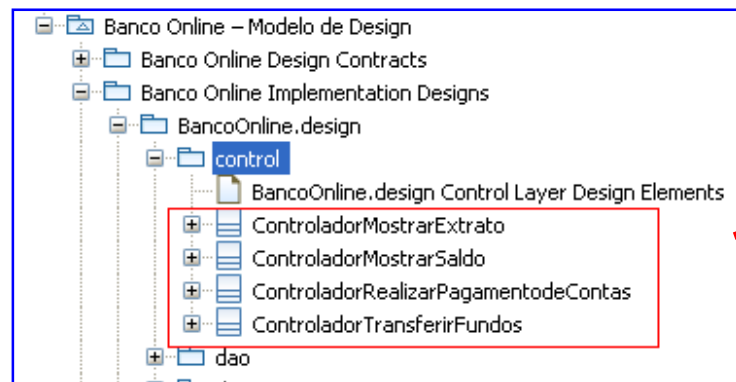 Banco Online – Modelo de Design
Banco Online Design Contracts
Banco Online Implementation Designs
BancoOnline.design
control
BancoOnline.design Control Layer Design Elements
ControladorMostrarExtrato
ControladorMostrarSaldo
ControladorRealizarPagamentodeContas
ControladorTransferirFundos
dao